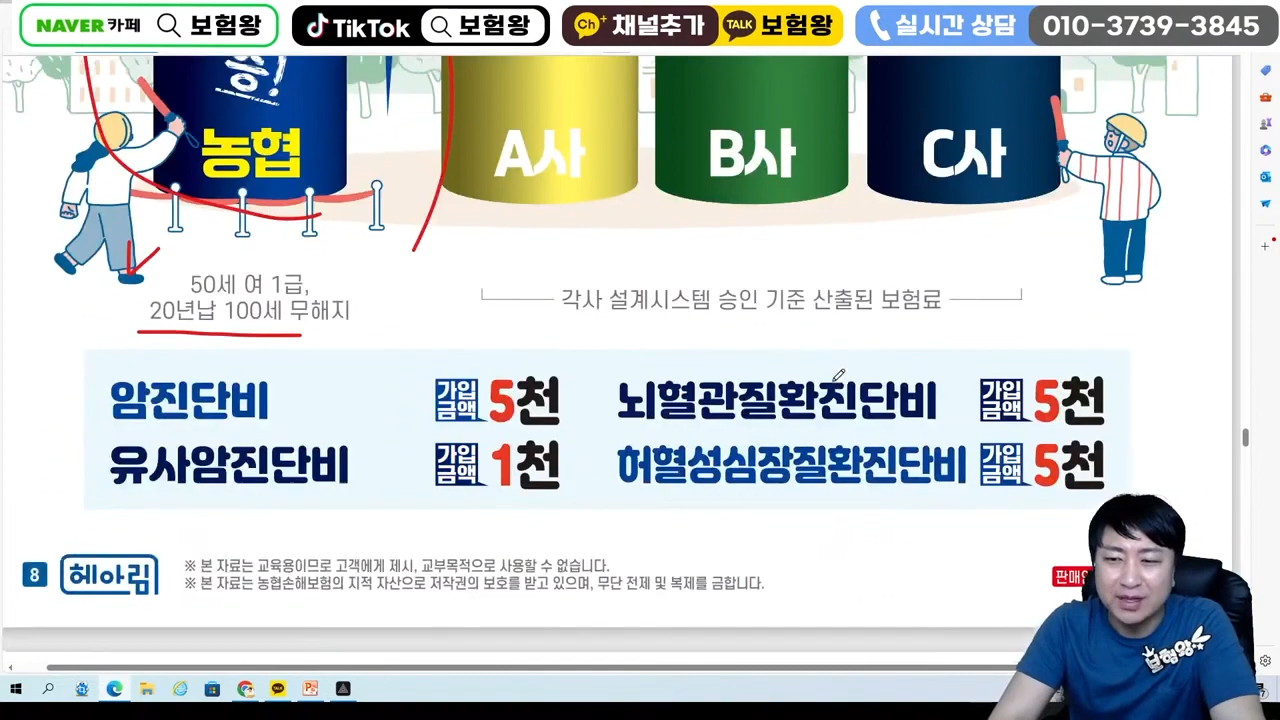 NAVER 카페 보험왕 TikTok 보험왕 Ch+ 채널추가 TALK 보험왕 실시간 상담 010-3739-3845
승!
농협 A사 B사 C사
50세 여 1급,
20년납 100세 무해지
각사 설계시스템 승인 기준 산출된 보험료
암진단비 가입금액 5천 뇌혈관질환진단비 가입금액 5천
유사암진단비 가입금액 1천 허혈성심장질환진단비 가입금액 5천
8 헤아림
※ 본 자료는 교육용이므로 고객에게 제시, 교부목적으로 사용할 수 없습니다.
※ 본 자료는 농협손해보험의 지적 자산으로 저작권의 보호를 받고 있으며, 무단 전제 및 복제를 금합니다.
보험왕